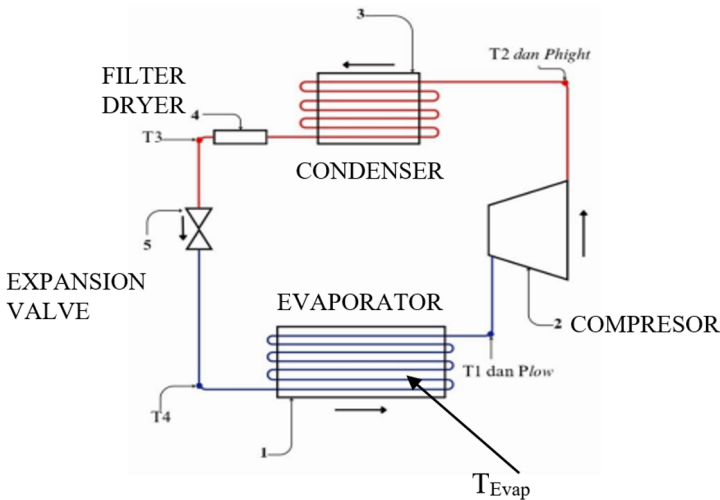 3
T2 dan Phight
FILTER
DRYER
4
T3
CONDENSER
5
EXPANSION
VALVE
EVAPORATOR
2
COMPRESOR
T1 dan Plow
T4
1
TEvap